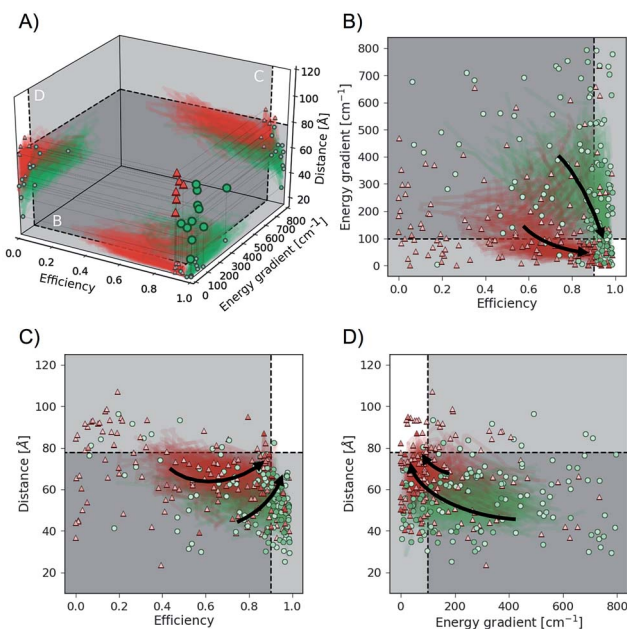 A)
B)
D
C
B
120
100
80
60
40
20
Distance [Å]
0.0
0.2
0.4
0.6
0.8
1.0
Efficiency
0
100
200
300
400
500
600
700
800
Energy gradient [cm⁻¹]
800
700
600
500
400
300
200
100
0
Energy gradient [cm⁻¹]
0.0 0.2 0.4 0.6 0.8 1.0
Efficiency
C)
D)
120
100
80
60
40
20
Distance [Å]
0.0 0.2 0.4 0.6 0.8 1.0
Efficiency
120
100
80
60
40
20
Distance [Å]
0 200 400 600 800
Energy gradient [cm⁻¹]